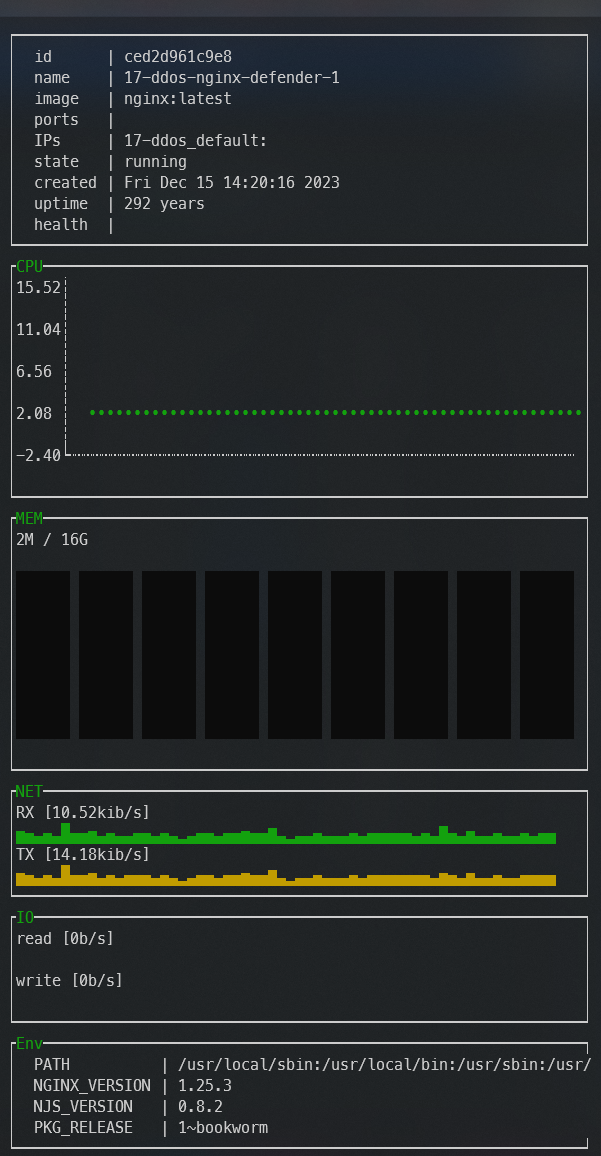 id | ced2d961c9e8
name | 17-ddos-nginx-defender-1
image | nginx:latest
ports |
IPs | 17-ddos_default:
state | running
created | Fri Dec 15 14:20:16 2023
uptime | 292 years
health |
CPU
15.52
11.04
6.56
2.08
-2.40
MEM
2M / 16G
NET
RX [10.52kib/s]
TX [14.18kib/s]
IO
read [0b/s]
write [0b/s]
Env
PATH | /usr/local/sbin:/usr/local/bin:/usr/sbin:/usr/
NGINX_VERSION | 1.25.3
NJS_VERSION | 0.8.2
PKG_RELEASE | 1~bookworm